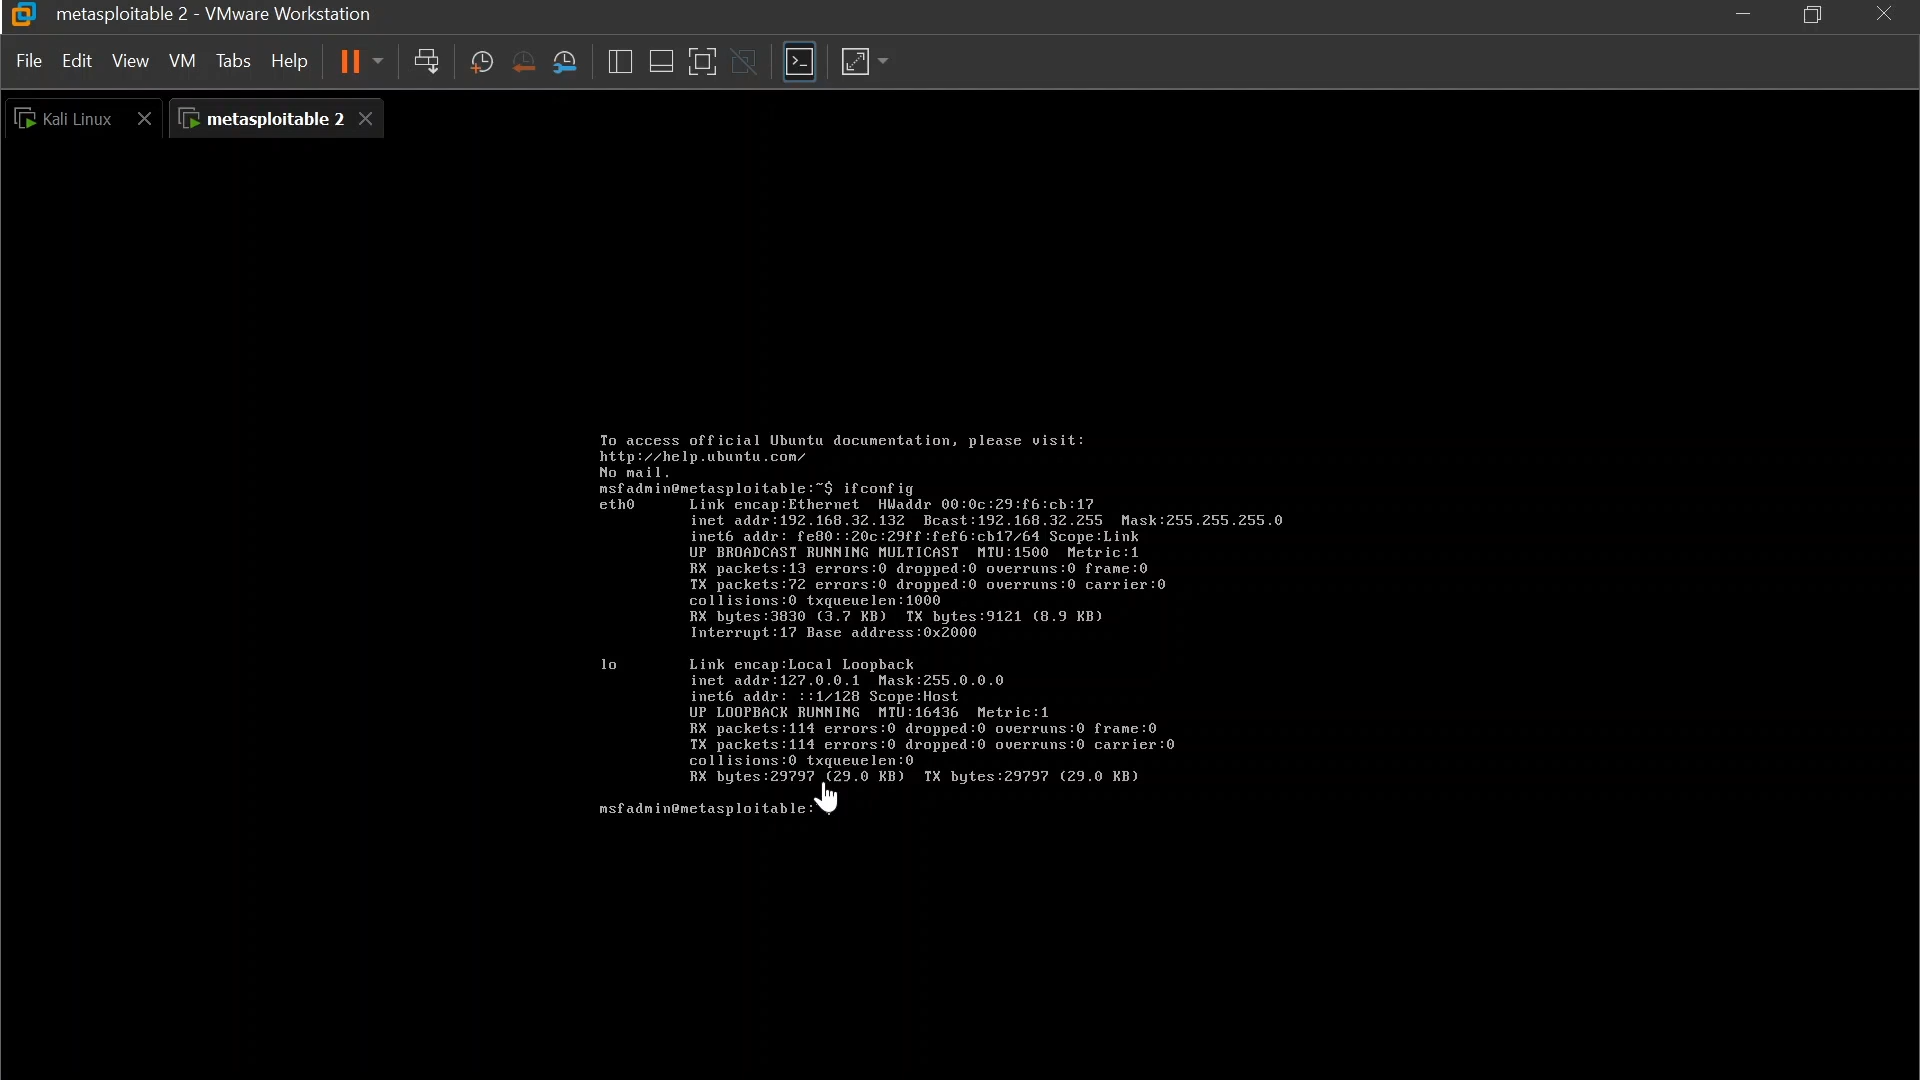 metasploitable 2 - VMware Workstation
File Edit View VM Tabs Help
Kali Linux
metasploitable 2
To access official Ubuntu documentation, please visit:
http://help.ubuntu.com/
No mail.
msfadmin@metasploitable:~$ ifconfig
eth0 Link encap:Ethernet HWaddr 00:0c:29:f6:cb:17
inet addr:192.168.32.132 Bcast:192.168.32.255 Mask:255.255.255.0
inet6 addr: fe80::20c:29ff:fef6:cb17/64 Scope:Link
UP BROADCAST RUNNING MULTICAST MTU:1500 Metric:1
RX packets:13 errors:0 dropped:0 overruns:0 frame:0
TX packets:72 errors:0 dropped:0 overruns:0 carrier:0
collisions:0 txqueuelen:1000
RX bytes:3830 (3.7 KB) TX bytes:9121 (8.9 KB)
Interrupt:17 Base address:0x2000
lo Link encap:Local Loopback
inet addr:127.0.0.1 Mask:255.0.0.0
inet6 addr: ::1/128 Scope:Host
UP LOOPBACK RUNNING MTU:16436 Metric:1
RX packets:114 errors:0 dropped:0 overruns:0 frame:0
TX packets:114 errors:0 dropped:0 overruns:0 carrier:0
collisions:0 txqueuelen:0
RX bytes:29797 (29.0 KB) TX bytes:29797 (29.0 KB)
msfadmin@metasploitable: